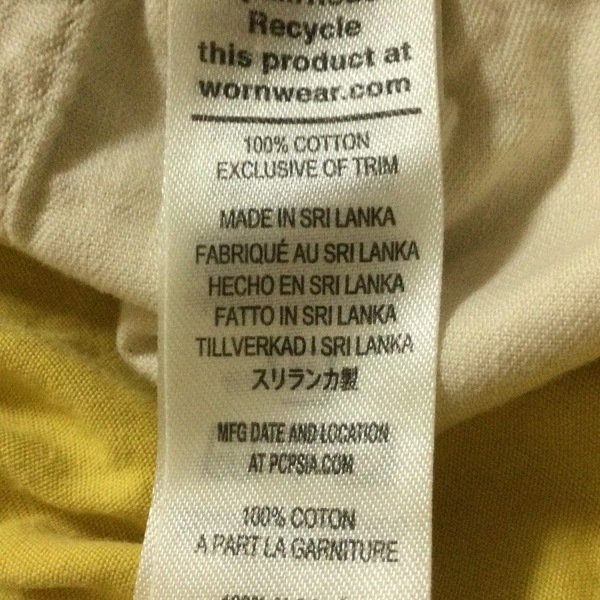 Recycle
this product at
wornwear.com
100% COTTON
EXCLUSIVE OF TRIM
MADE IN SRI LANKA
FABRIQUÉ AU SRI LANKA
HECHO EN SRI LANKA
FATTO IN SRI LANKA
TILLVERKAD I SRI LANKA
スリランカ製
MFG DATE AND LOCATION
AT PCPSIA.COM
100% COTON
A PART LA GARNITURE